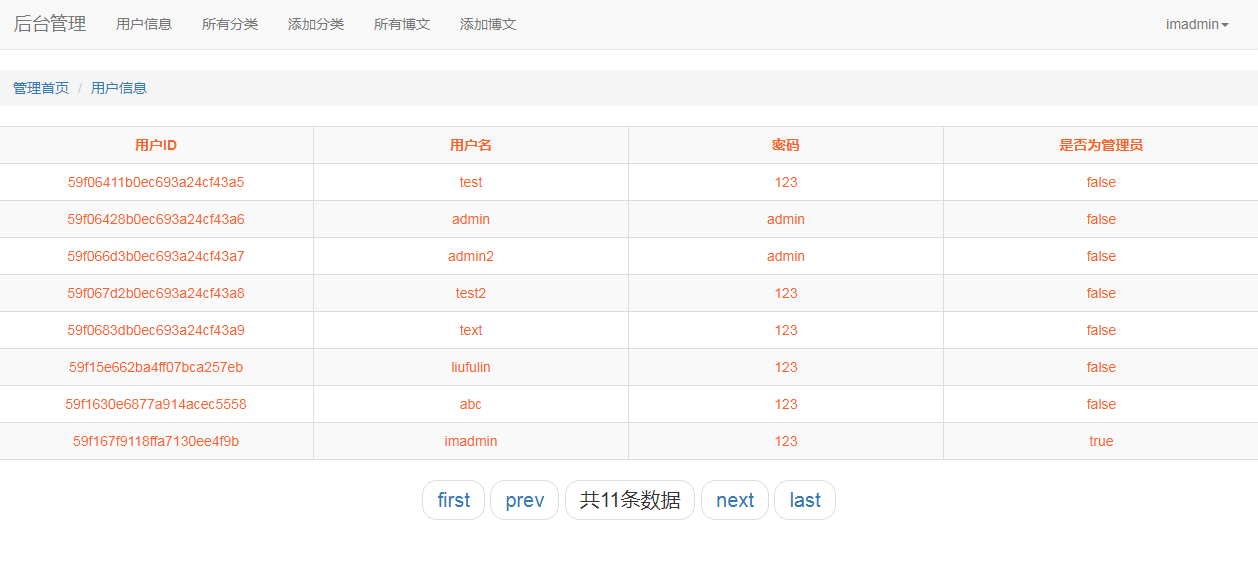 后台管理 用户信息 所有分类 添加分类 所有博文 添加博文 imadmin
管理首页 / 用户信息
用户ID 用户名 密码 是否为管理员
59f06411b0ec693a24cf43a5 test 123 false
59f06428b0ec693a24cf43a6 admin admin false
59f066d3b0ec693a24cf43a7 admin2 admin false
59f067d2b0ec693a24cf43a8 test2 123 false
59f0683db0ec693a24cf43a9 text 123 false
59f15e662ba4ff07bca257eb liufulin 123 false
59f1630e6877a914acec5558 abc 123 false
59f167f9118ffa7130ee4f9b imadmin 123 true
first prev 共11条数据 next last